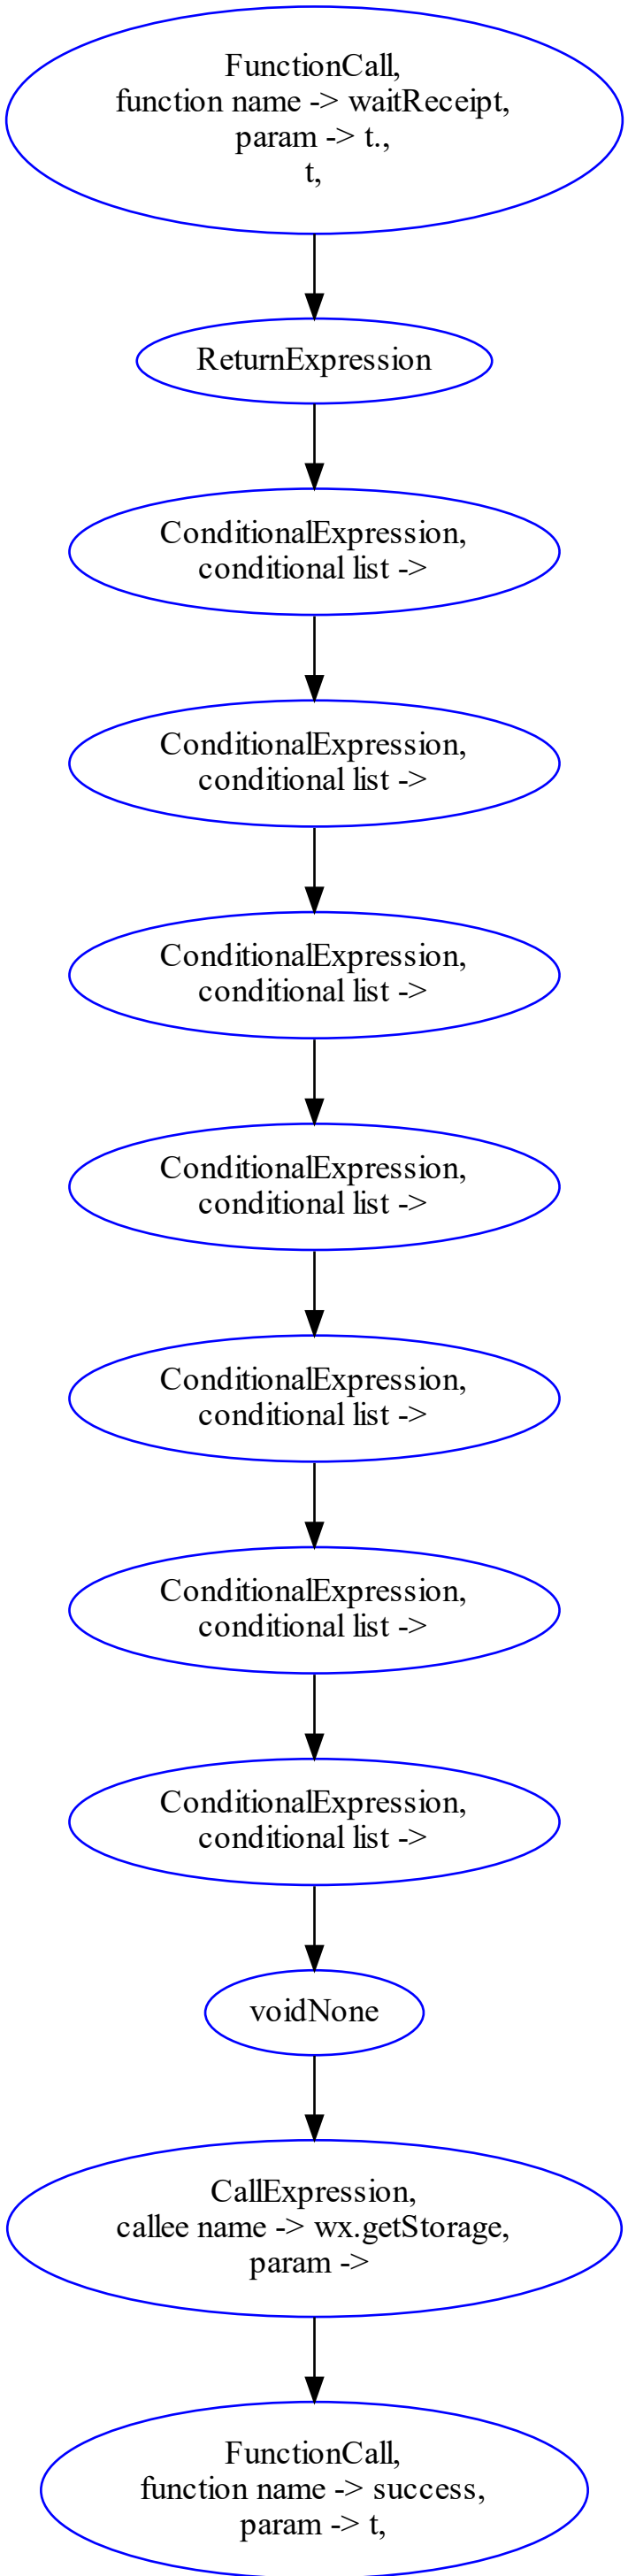 FunctionCall,
function name -> waitReceipt,
param -> t.,
t,
ReturnExpression
ConditionalExpression,
conditional list ->
ConditionalExpression,
conditional list ->
ConditionalExpression,
conditional list ->
ConditionalExpression,
conditional list ->
ConditionalExpression,
conditional list ->
ConditionalExpression,
conditional list ->
ConditionalExpression,
conditional list ->
voidNone
CallExpression,
callee name -> wx.getStorage,
param ->
FunctionCall,
function name -> success,
param -> t,